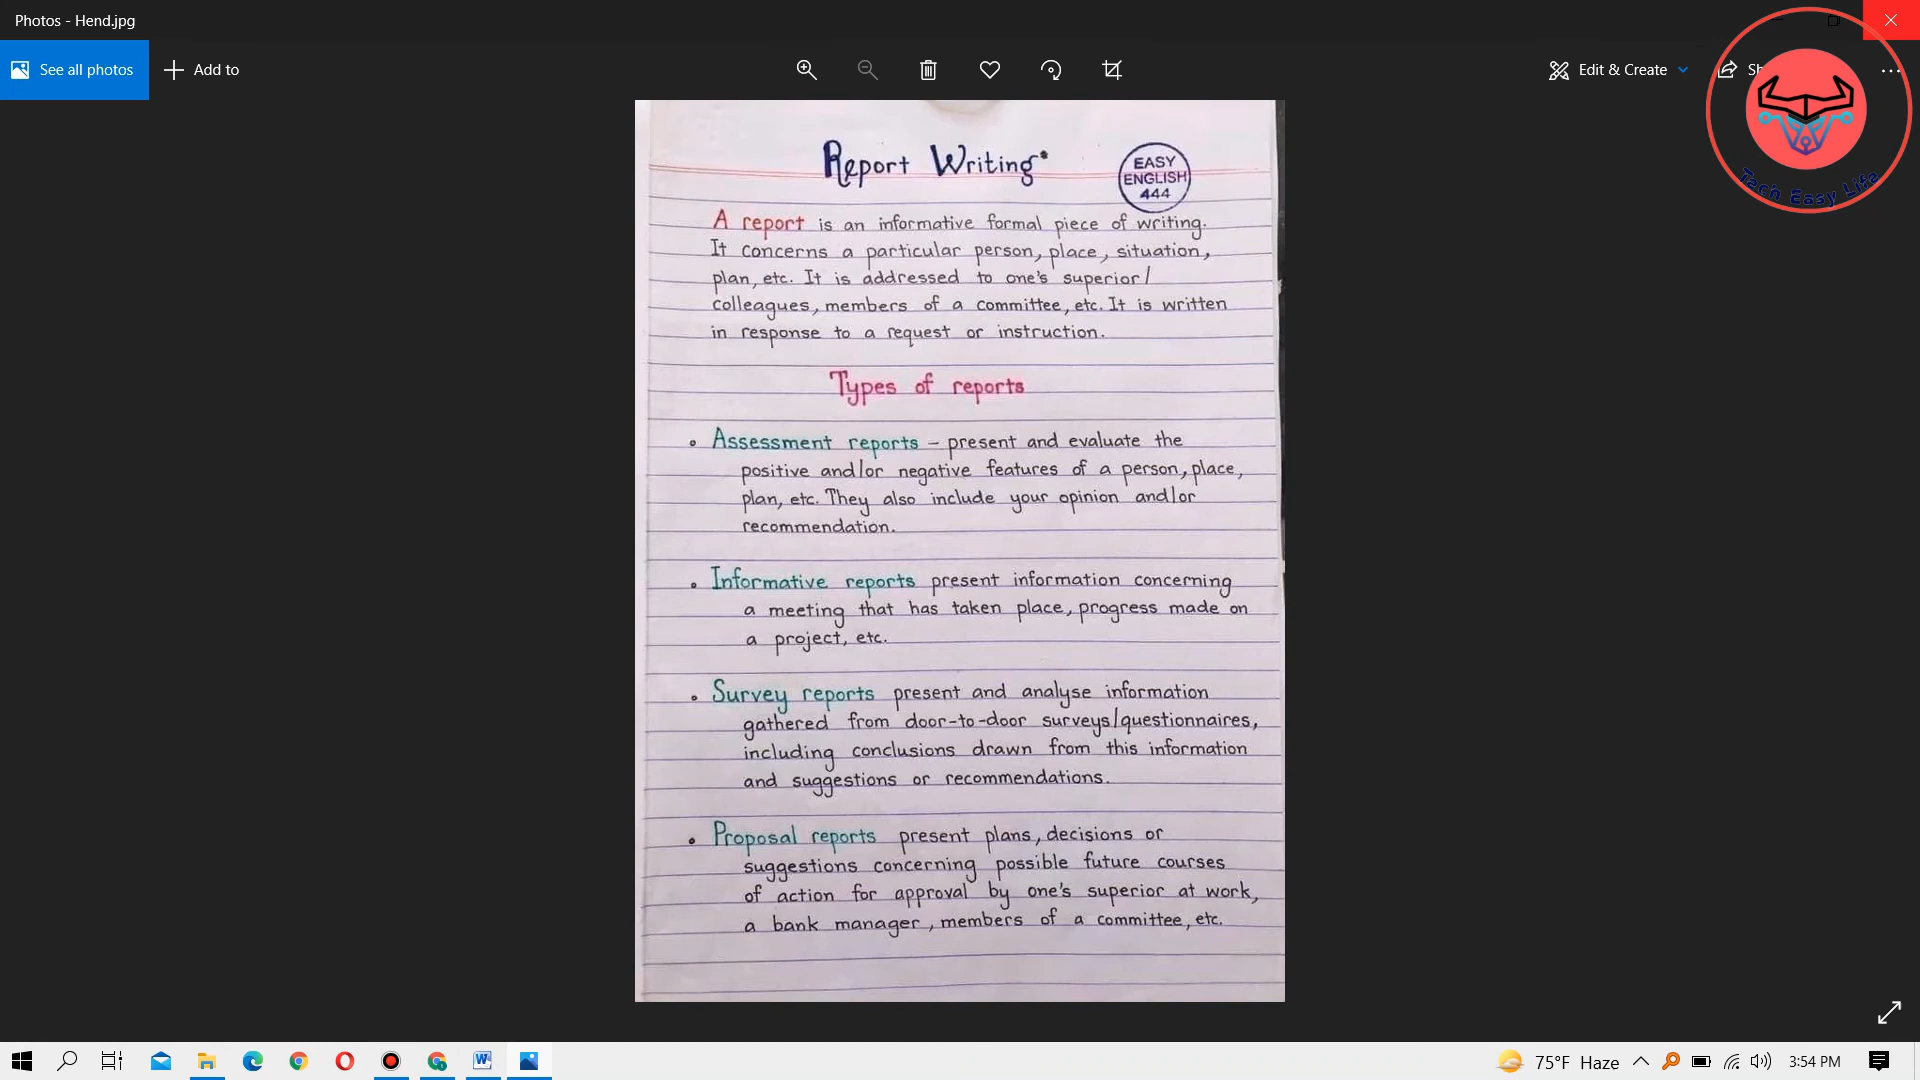 Photos - Hend.jpg
See all photos
Add to
Edit & Create
Tech Easy Life
Report Writing
EASY
ENGLISH
444
A report is an informative formal piece of writing.
It concerns a particular person, place, situation,
plan, etc. It is addressed to one's superior/
colleagues, members of a committee, etc. It is written
in response to a request or instruction.
Types of reports
• Assessment reports – present and evaluate the
positive and/or negative features of a person, place,
plan, etc. They also include your opinion and/or
recommendation.
• Informative reports present information concerning
a meeting that has taken place, progress made on
a project, etc.
• Survey reports present and analyse information
gathered from door-to-door surveys/questionnaires,
including conclusions drawn from this information
and suggestions or recommendations.
• Proposal reports present plans, decisions or
suggestions concerning possible future courses
of action for approval by one's superior at work,
a bank manager, members of a committee, etc.
75°F Haze
3:54 PM